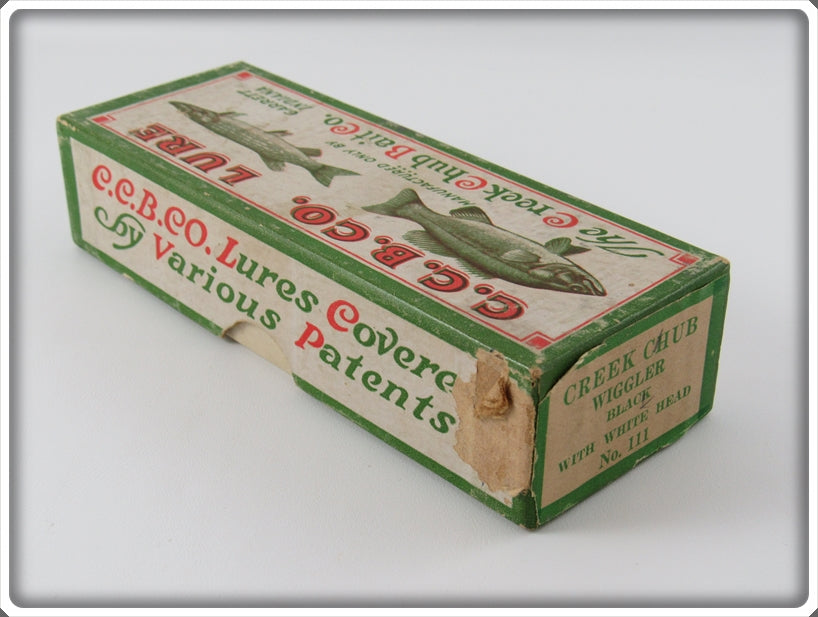 The Creek Chub Bait Co.
GARRETT
INDIANA
MANUFACTURED ONLY BY
C.C.B.CO. LURE
C.C.B.CO. Lures Covere
by Various Patents
CREEK CHUB
WIGGLER
BLACK
WITH WHITE HEAD
No. 111